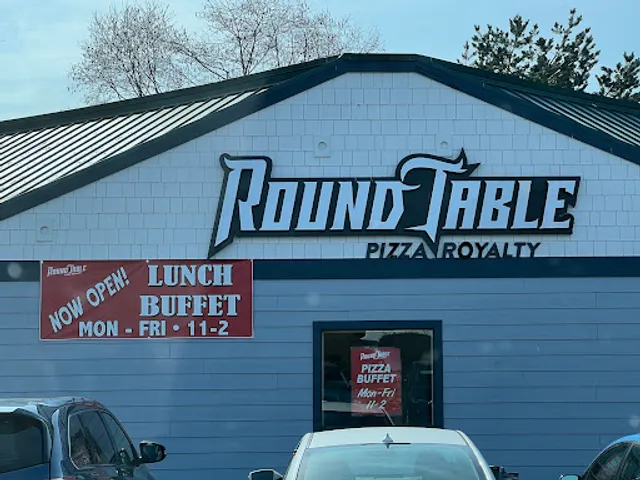 ROUND TABLE
PIZZA ROYALTY
ROUND TABLE
NOW OPEN!
LUNCH
BUFFET
MON - FRI • 11-2
ROUND TABLE
PIZZA
BUFFET
Mon-Fri
11-2